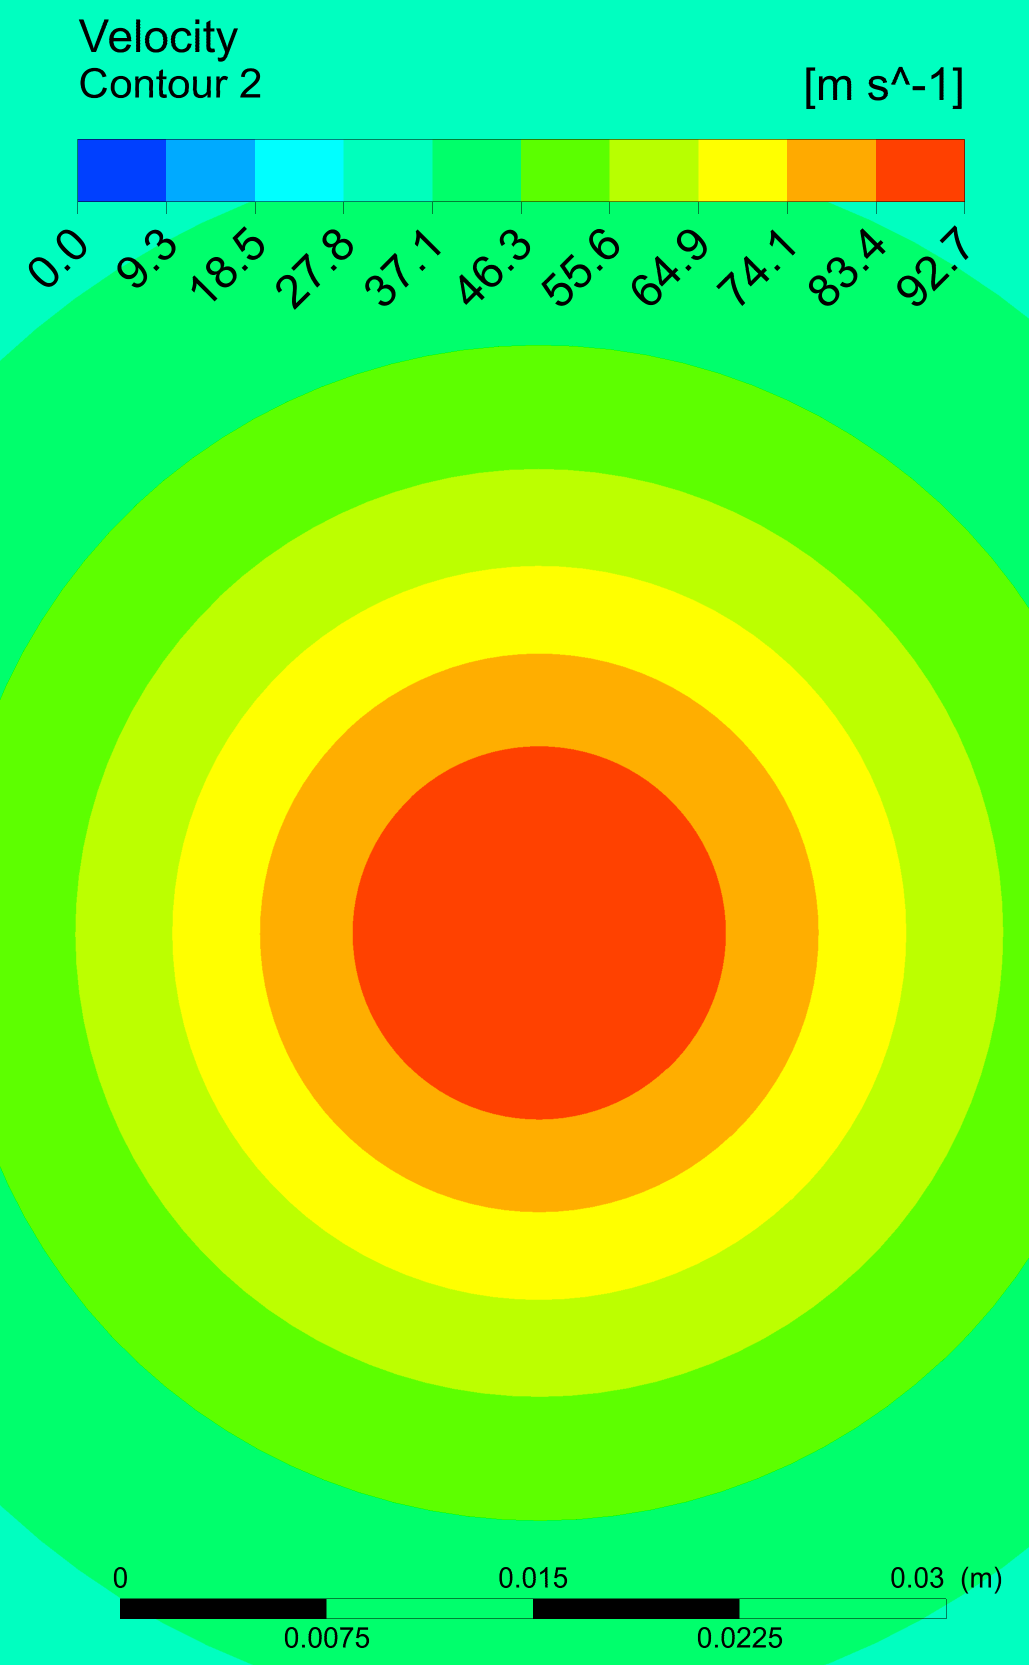 Velocity
Contour 2
[m s^-1]
0.0 9.3 18.5 27.8 37.1 46.3 55.6 64.9 74.1 83.4 92.7
0 0.015 0.03 (m)
0.0075 0.0225